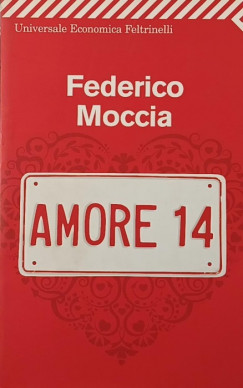 Universale Economica Feltrinelli
Federico
Moccia
AMORE 14